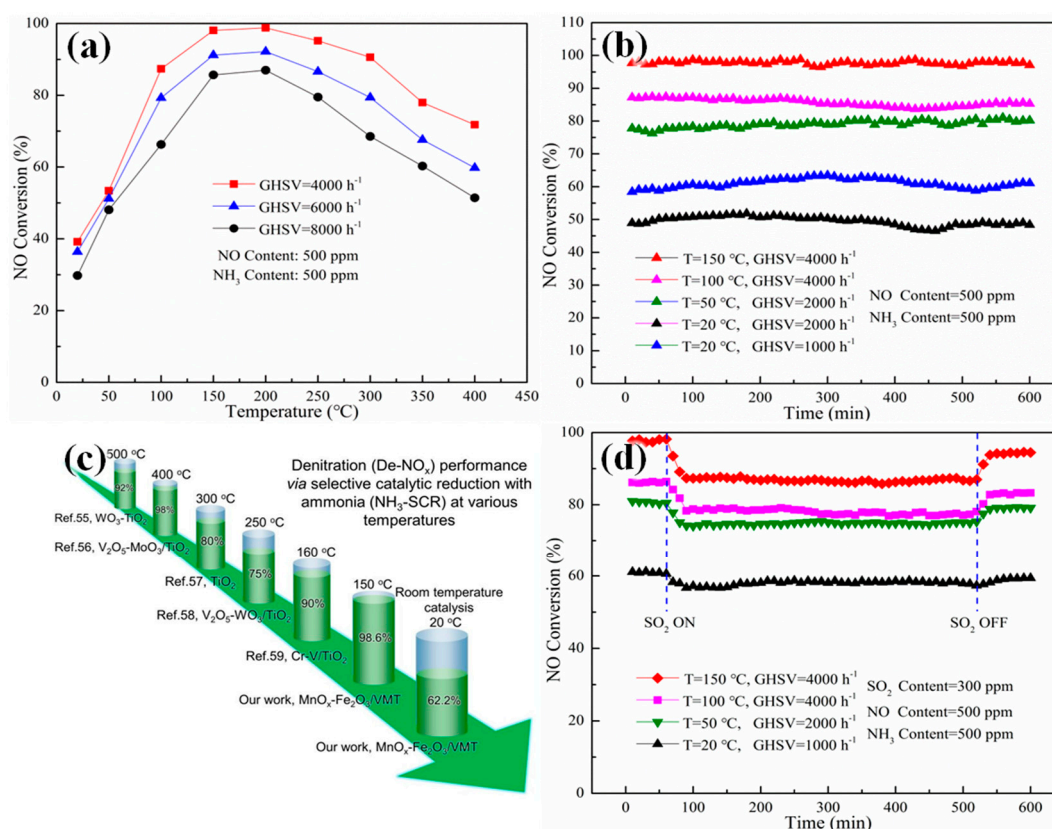 (a)
100
80
60
40
20
0
NO Conversion (%)
GHSV=4000 h⁻¹
GHSV=6000 h⁻¹
GHSV=8000 h⁻¹
NO Content: 500 ppm
NH₃ Content: 500 ppm
0 50 100 150 200 250 300 350 400 450
Temperature (℃)
(b)
110
100
90
80
70
60
50
40
30
20
10
0
NO Conversion (%)
T=150 ℃, GHSV=4000 h⁻¹
T=100 ℃, GHSV=4000 h⁻¹
T=50 ℃, GHSV=2000 h⁻¹
T=20 ℃, GHSV=2000 h⁻¹
T=20 ℃, GHSV=1000 h⁻¹
NO Content=500 ppm
NH₃ Content=500 ppm
0 100 200 300 400 500 600
Time (min)
(c)
Denitration (De-NOₓ) performance
via selective catalytic reduction with
ammonia (NH₃-SCR) at various
temperatures
500 °C
92%
Ref.55, WO₃-TiO₂
400 °C
98%
Ref.56, V₂O₅-MoO₃/TiO₂
300 °C
80%
Ref.57, TiO₂
250 °C
75%
Ref.58, V₂O₅-WO₃/TiO₂
160 °C
90%
Ref.59, Cr-V/TiO₂
150 °C
98.6%
Our work, MnOₓ-Fe₂O₃/VMT
Room temperature
catalysis
20 °C
62.2%
Our work, MnOₓ-Fe₂O₃/VMT
(d)
100
80
60
40
20
0
NO Conversion (%)
SO₂ ON
SO₂ OFF
T=150 ℃, GHSV=4000 h⁻¹
T=100 ℃, GHSV=4000 h⁻¹
T=50 ℃, GHSV=2000 h⁻¹
T=20 ℃, GHSV=1000 h⁻¹
SO₂ Content=300 ppm
NO Content=500 ppm
NH₃ Content=500 ppm
0 100 200 300 400 500 600
Time (min)